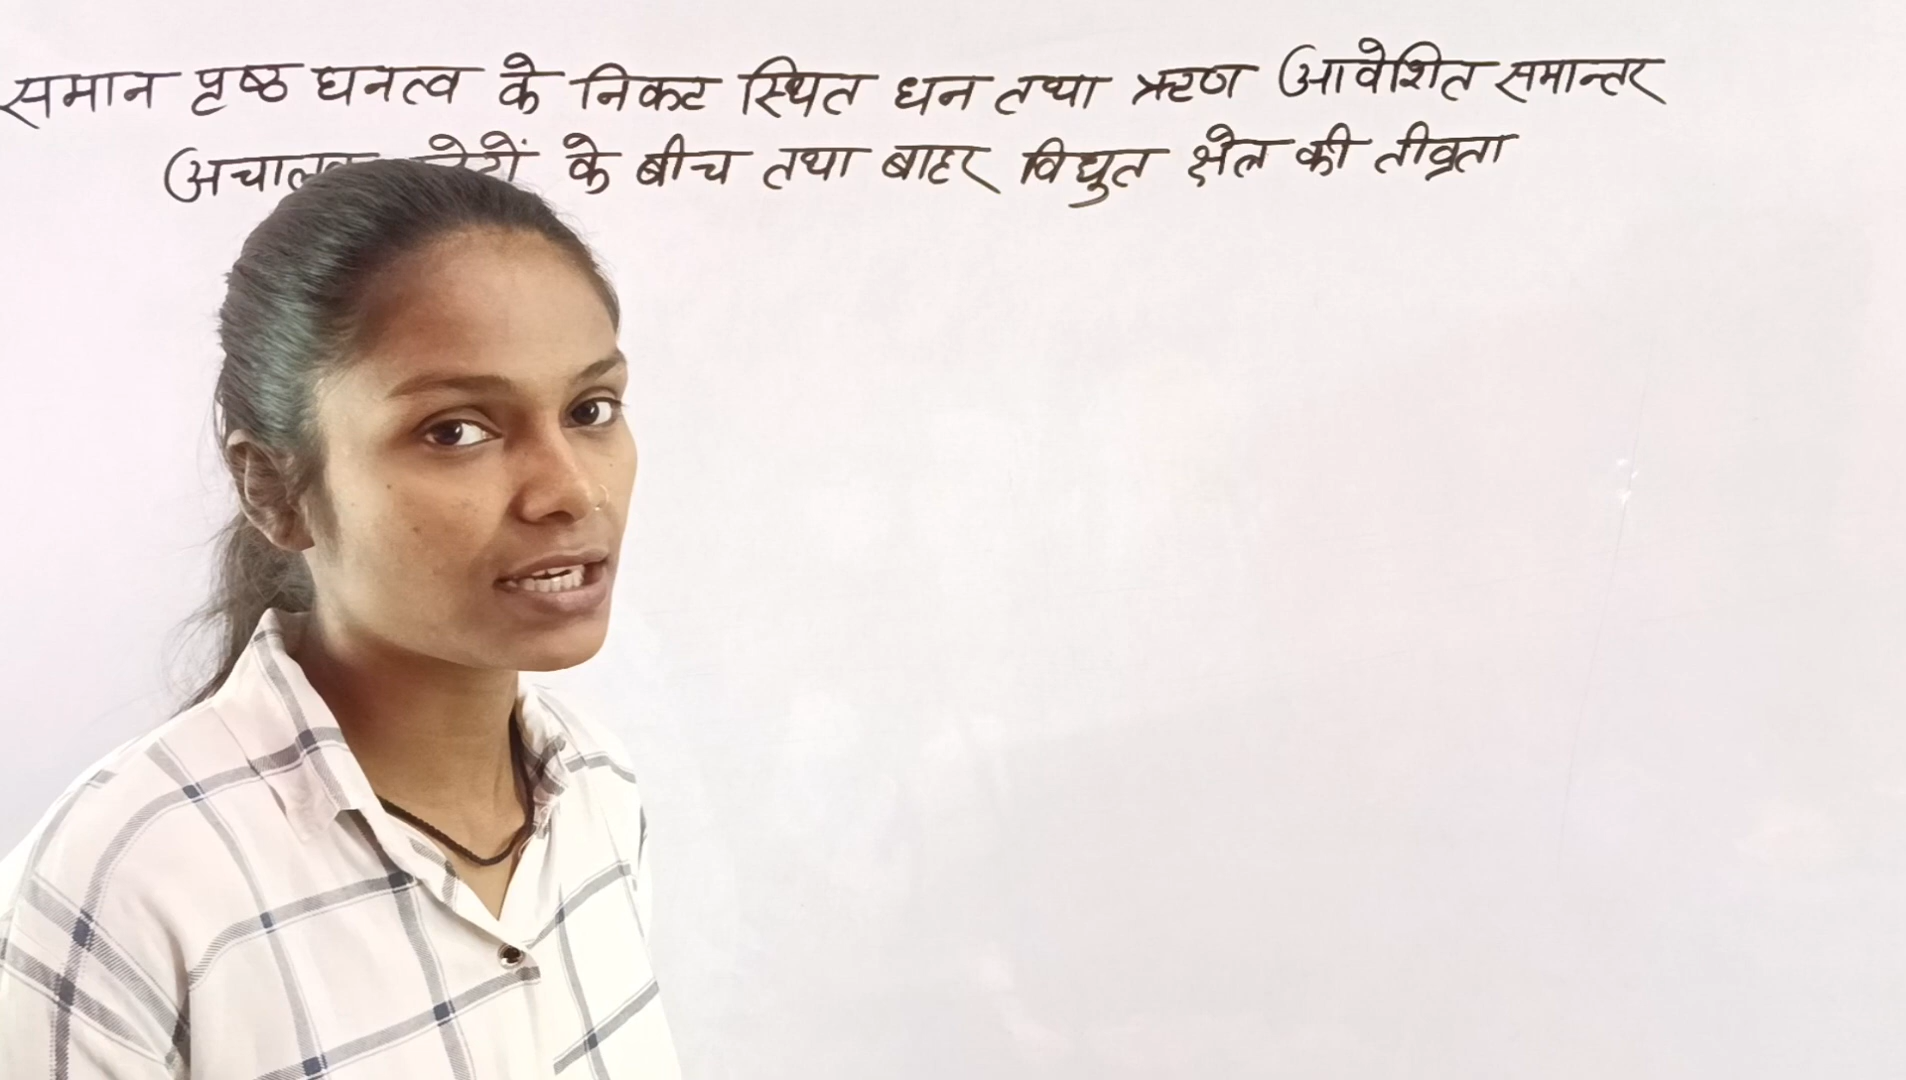 समान पृष्ठ घनत्व के निकट स्थित धन तथा ऋण आवेशित समान्तर
के बीच तथा बाहर विद्युत क्षेत्र की तीव्रता